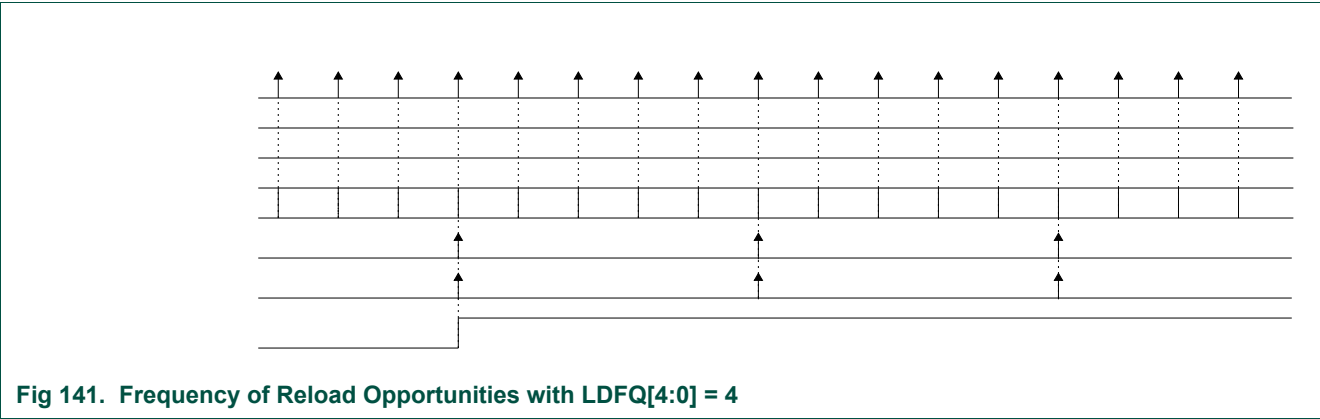 Fig 141. Frequency of Reload Opportunities with LDFQ[4:0] = 4